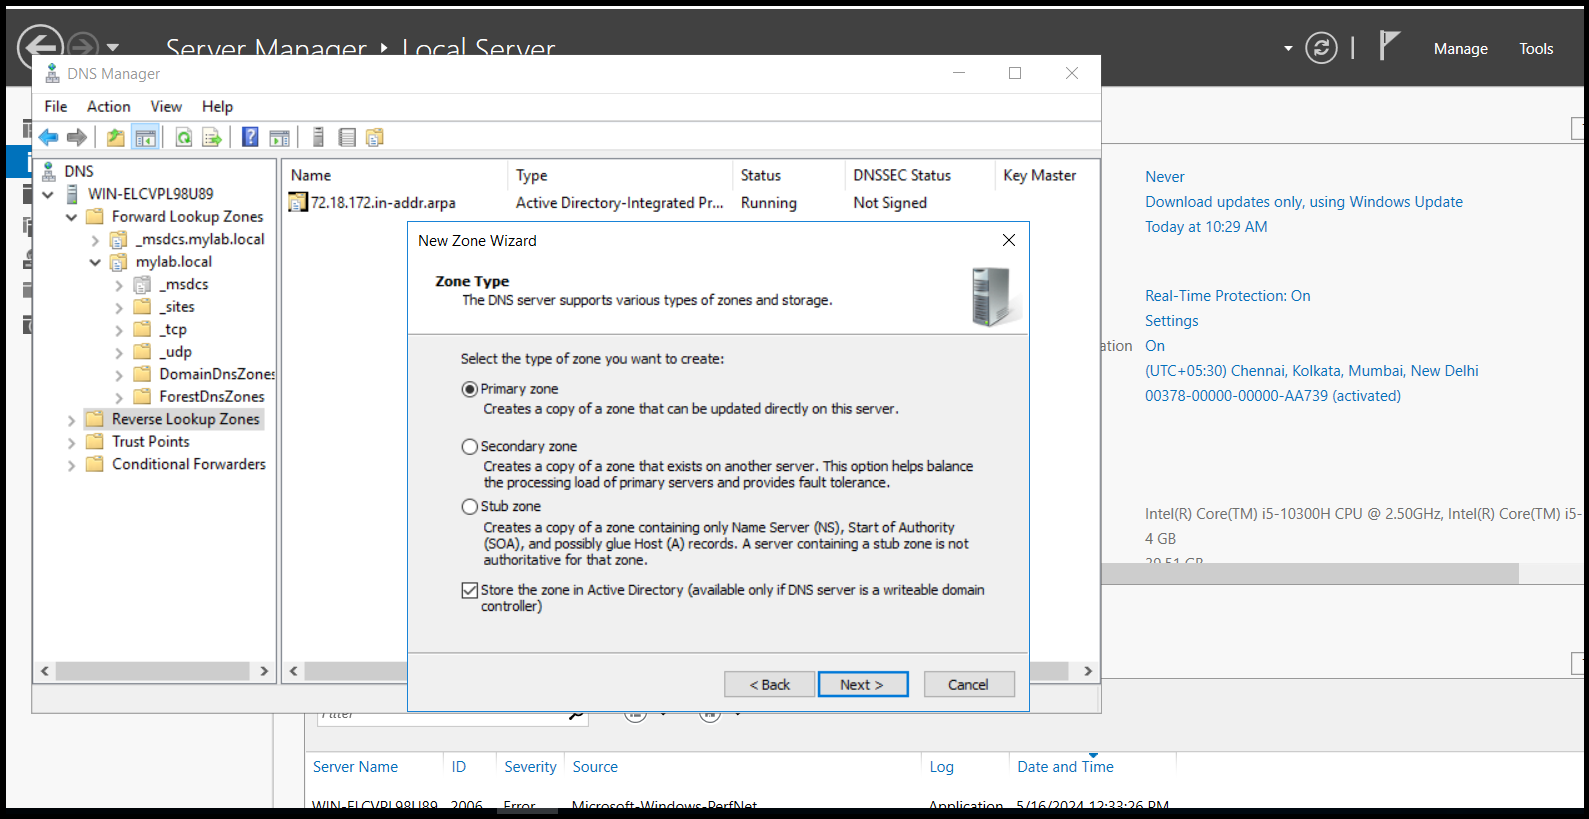 Server Manager ‣ Local Server
Manage Tools
DNS Manager
File Action View Help
DNS
WIN-ELCVPL98U89
Forward Lookup Zones
_msdcs.mylab.local
mylab.local
_msdcs
_sites
_tcp
_udp
DomainDnsZones
ForestDnsZones
Reverse Lookup Zones
Trust Points
Conditional Forwarders
Name Type Status DNSSEC Status Key Master
72.18.172.in-addr.arpa Active Directory-Integrated Pr... Running Not Signed
New Zone Wizard
Zone Type
The DNS server supports various types of zones and storage.
Select the type of zone you want to create:
Primary zone
Creates a copy of a zone that can be updated directly on this server.
Secondary zone
Creates a copy of a zone that exists on another server. This option helps balance
the processing load of primary servers and provides fault tolerance.
Stub zone
Creates a copy of a zone containing only Name Server (NS), Start of Authority
(SOA), and possibly glue Host (A) records. A server containing a stub zone is not
authoritative for that zone.
Store the zone in Active Directory (available only if DNS server is a writeable domain
controller)
< Back Next > Cancel
Never
Download updates only, using Windows Update
Today at 10:29 AM
Real-Time Protection: On
Settings
ation On
(UTC+05:30) Chennai, Kolkata, Mumbai, New Delhi
00378-00000-00000-AA739 (activated)
Intel(R) Core(TM) i5-10300H CPU @ 2.50GHz, Intel(R) Core(TM) i5-
4 GB
39.51 GB
Filter
Server Name ID Severity Source Log Date and Time
WIN-ELCVPL98U89 2006 Error Microsoft-Windows-PerfNet Application 5/16/2024 12:33:26 PM